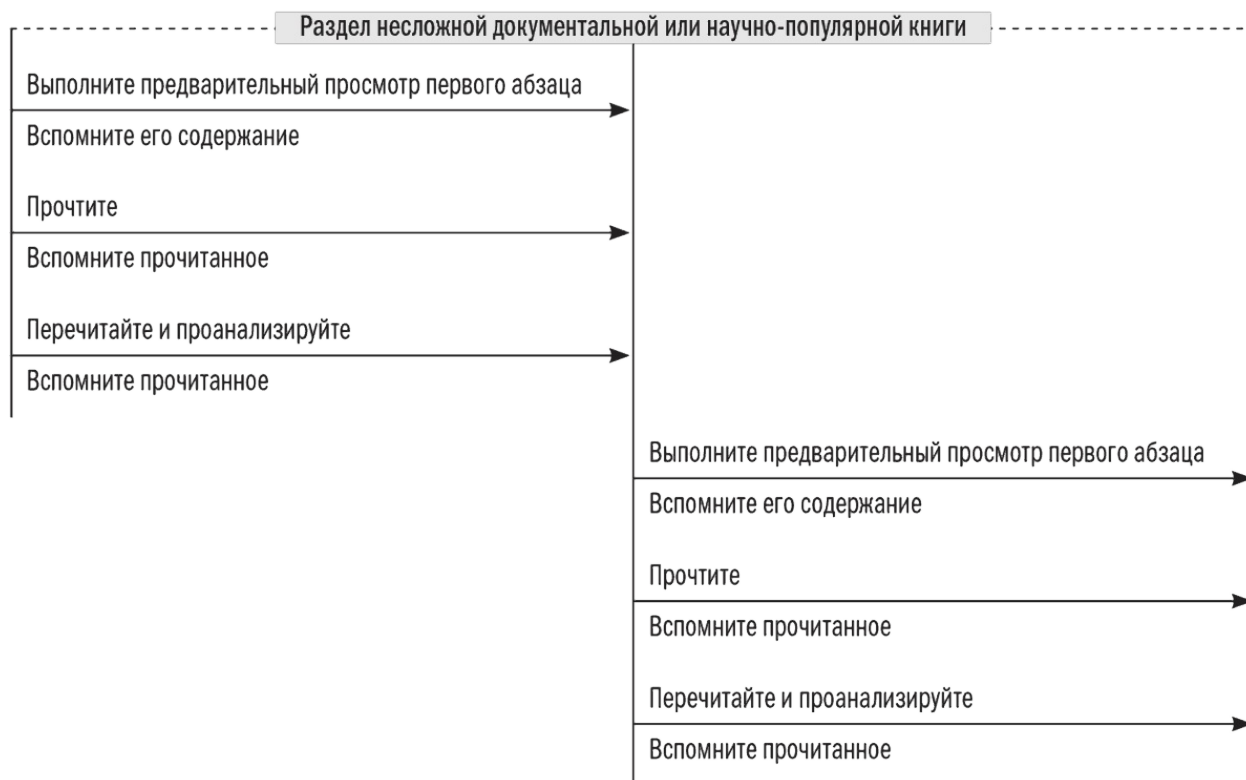 Раздел несложной документальной или научно-популярной книги
Выполните предварительный просмотр первого абзаца
Вспомните его содержание
Прочтите
Вспомните прочитанное
Перечитайте и проанализируйте
Вспомните прочитанное
Выполните предварительный просмотр первого абзаца
Вспомните его содержание
Прочтите
Вспомните прочитанное
Перечитайте и проанализируйте
Вспомните прочитанное